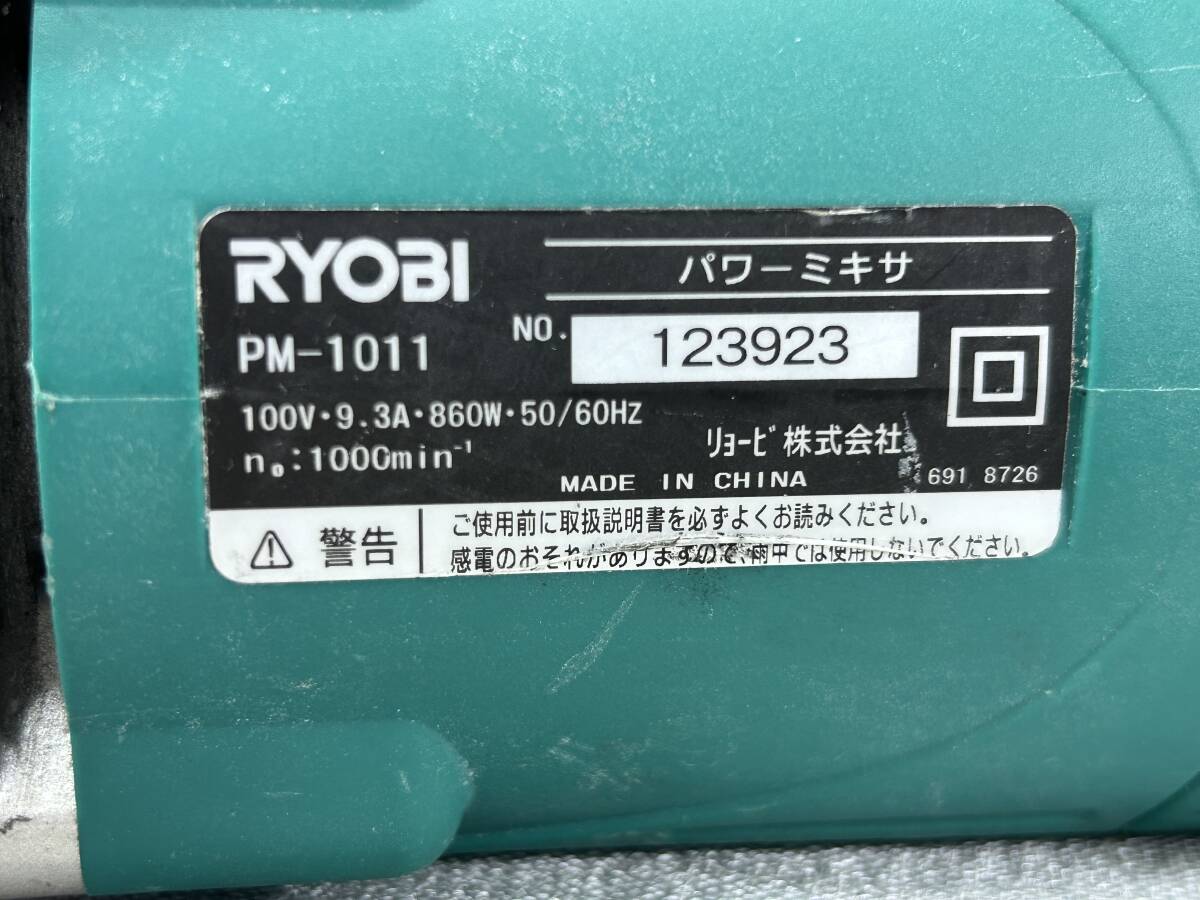 RYOBI
パワーミキサ
PM-1011
NO. 123923
100V・9.3A・860W・50/60HZ
n₀:1000min⁻¹
リョービ株式会社
MADE IN CHINA
691 8726
⚠ 警告
ご使用前に取扱説明書を必ずよくお読みください。
感電のおそれがありますので、雨中では使用しないでください。